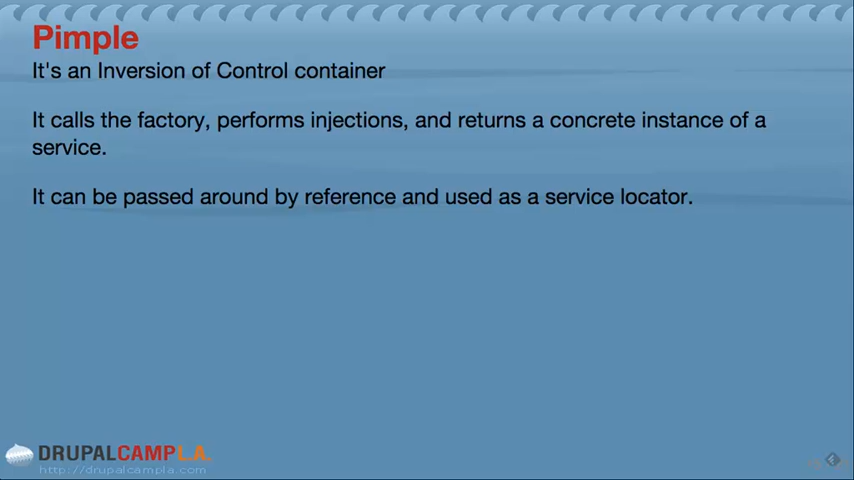 Pimple
It's an Inversion of Control container
It calls the factory, performs injections, and returns a concrete instance of a
service.
It can be passed around by reference and used as a service locator.
DRUPALCAMPL.A.
http://drupalcampla.com